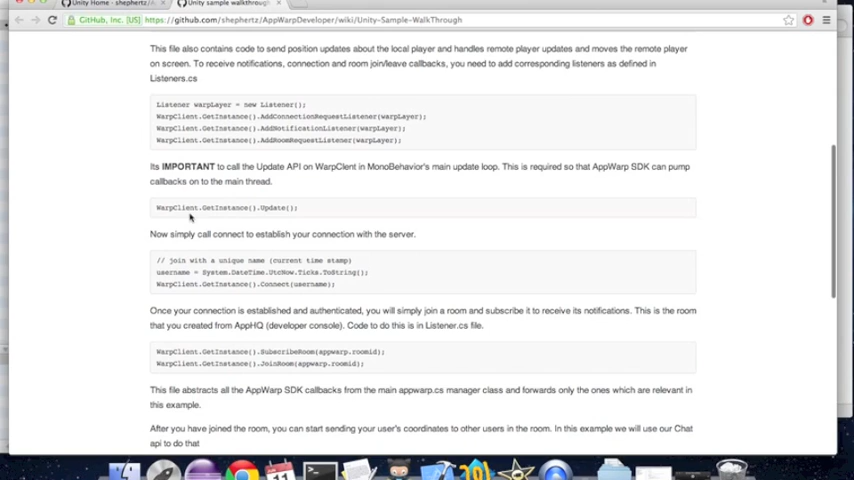 Unity Home · shephertz/App
Unity sample walkthrough
GitHub, Inc. [US]
https://github.com/shephertz/AppWarpDeveloper/wiki/Unity-Sample-WalkThrough
This file also contains code to send position updates about the local player and handles remote player updates and moves the remote player
on screen. To receive notifications, connection and room join/leave callbacks, you need to add corresponding listeners as defined in
Listeners.cs
Listener warpLayer = new Listener();
WarpClient.GetInstance().AddConnectionRequestListener(warpLayer);
WarpClient.GetInstance().AddNotificationListener(warpLayer);
WarpClient.GetInstance().AddRoomRequestListener(warpLayer);
Its IMPORTANT to call the Update API on WarpClent in MonoBehavior's main update loop. This is required so that AppWarp SDK can pump
callbacks on to the main thread.
WarpClient.GetInstance().Update();
Now simply call connect to establish your connection with the server.
// join with a unique name (current time stamp)
username = System.DateTime.UtcNow.Ticks.ToString();
WarpClient.GetInstance().Connect(username);
Once your connection is established and authenticated, you will simply join a room and subscribe it to receive its notifications. This is the room
that you created from AppHQ (developer console). Code to do this is in Listener.cs file.
WarpClient.GetInstance().SubscribeRoom(appwarp.roomid);
WarpClient.GetInstance().JoinRoom(appwarp.roomid);
This file abstracts all the AppWarp SDK callbacks from the main appwarp.cs manager class and forwards only the ones which are relevant in
this example.
After you have joined the room, you can start sending your user's coordinates to other users in the room. In this example we will use our Chat
api to do that